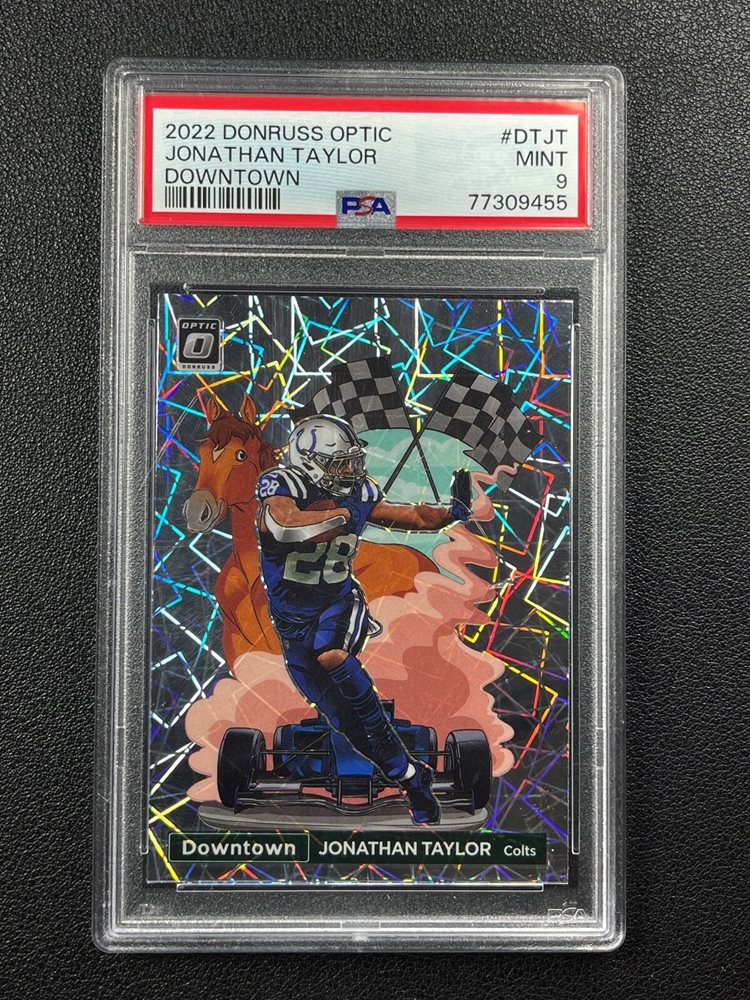 2022 DONRUSS OPTIC #DTJT
JONATHAN TAYLOR MINT
DOWNTOWN 9
PSA 77309455
OPTIC
DONRUSS
28
28
Downtown JONATHAN TAYLOR Colts
PSA